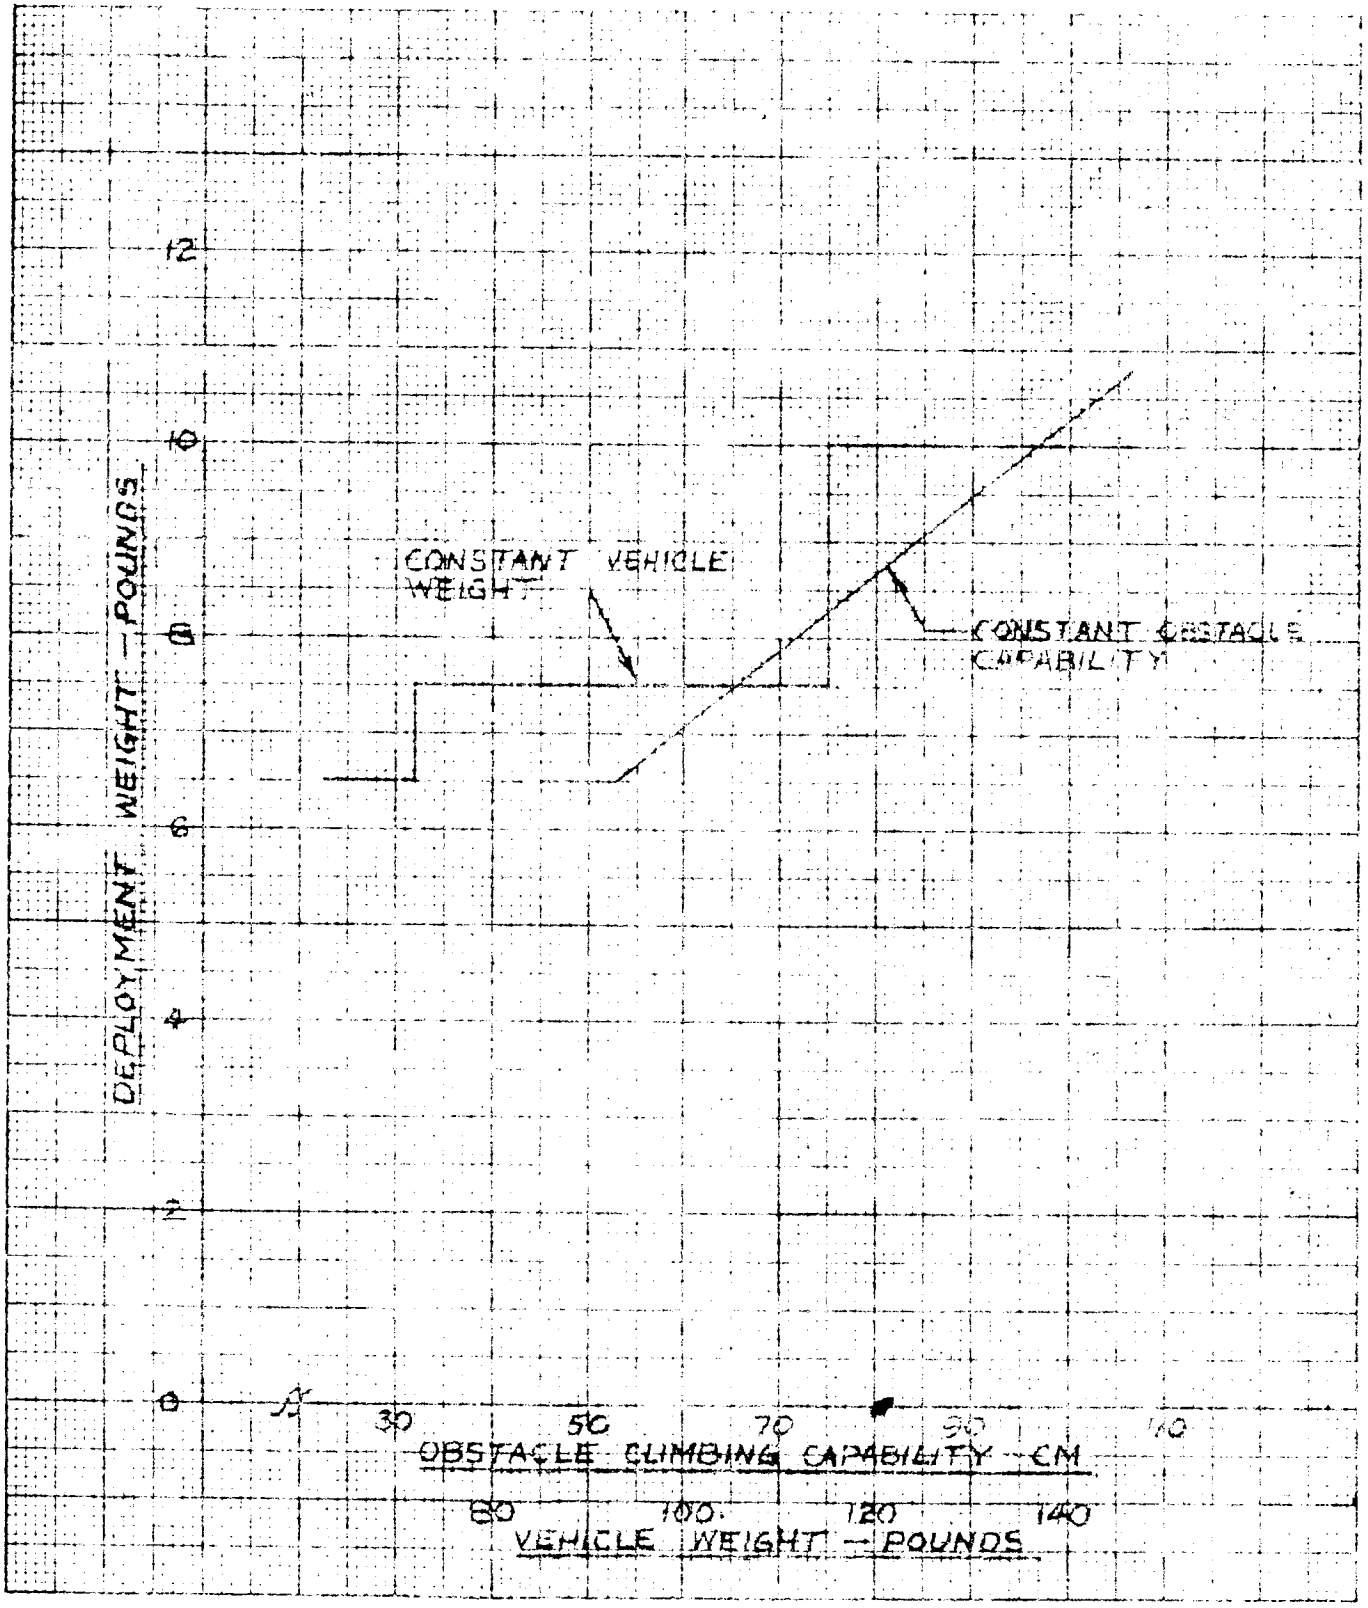 12
10
8
6
4
2
0
DEPLOYMENT WEIGHT - POUNDS
CONSTANT VEHICLE
WEIGHT
CONSTANT OBSTACLE
CAPABILITY
30 50 70 90 110
OBSTACLE CLIMBING CAPABILITY - CM
80 100 120 140
VEHICLE WEIGHT - POUNDS